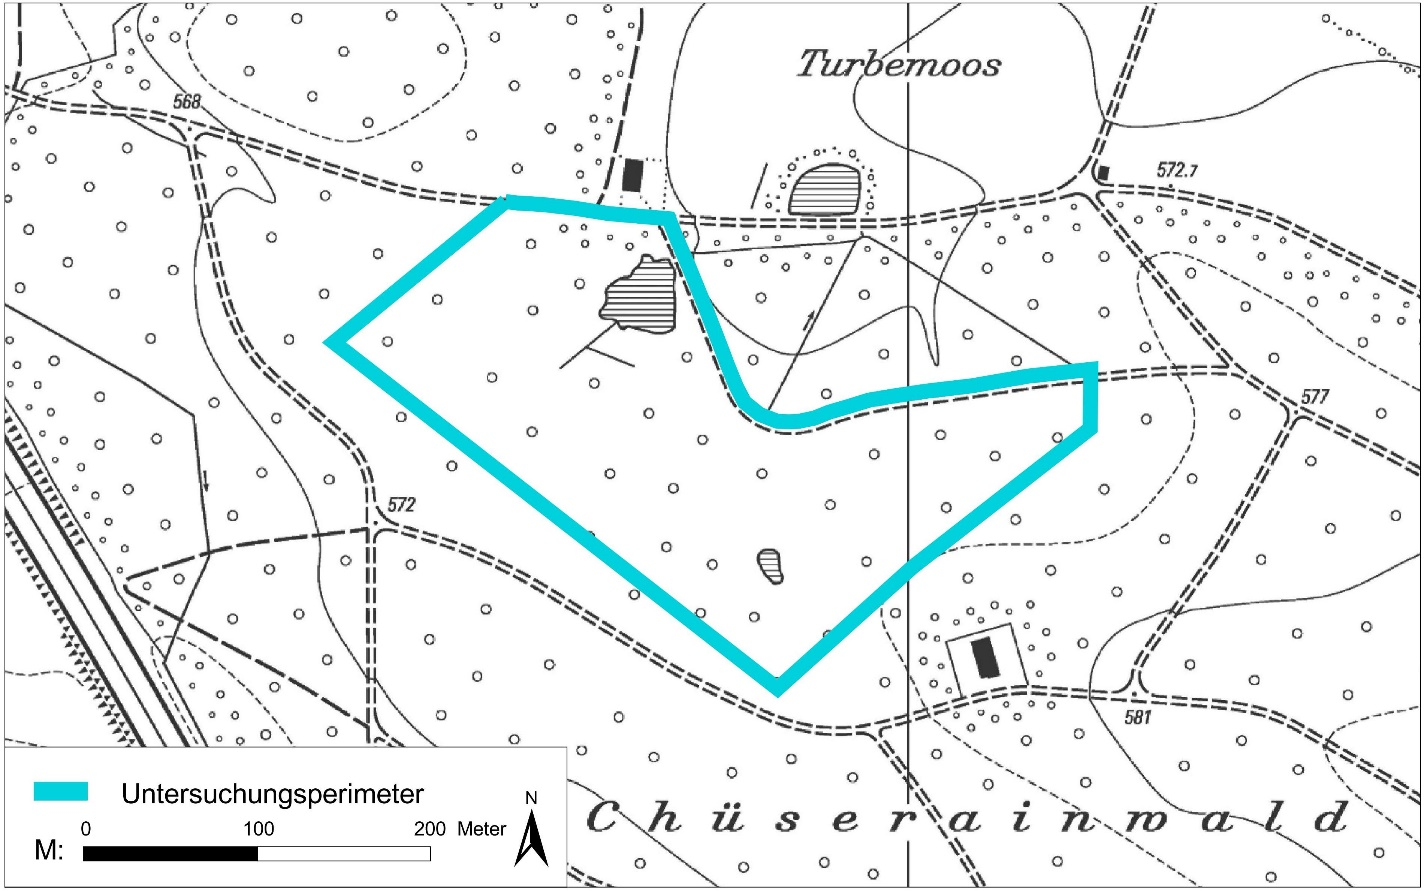 Turbemoos
568
572.7
577
572
581
Untersuchungsperimeter
N
0 100 200 Meter
M:
Chüserainwald